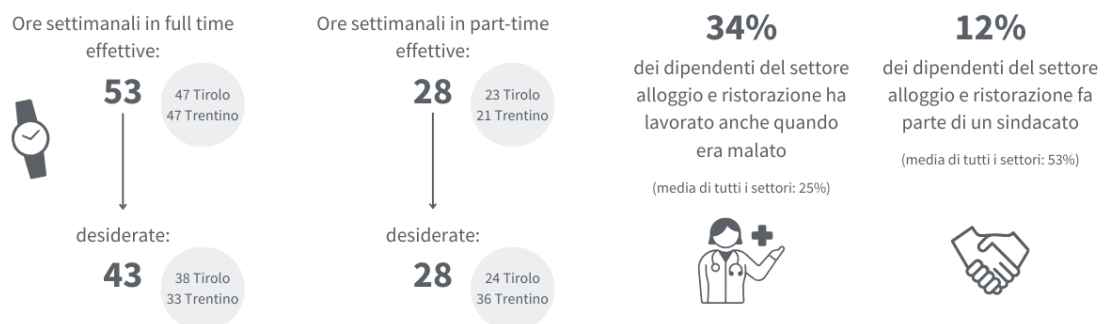 Ore settimanali in full time
effettive:
53
47 Tirolo
47 Trentino
desiderate:
43
38 Tirolo
33 Trentino
Ore settimanali in part-time
effettive:
28
23 Tirolo
21 Trentino
desiderate:
28
24 Tirolo
36 Trentino
34%
dei dipendenti del settore
alloggio e ristorazione ha
lavorato anche quando
era malato
(media di tutti i settori: 25%)
12%
dei dipendenti del settore
alloggio e ristorazione fa
parte di un sindacato
(media di tutti i settori: 53%)